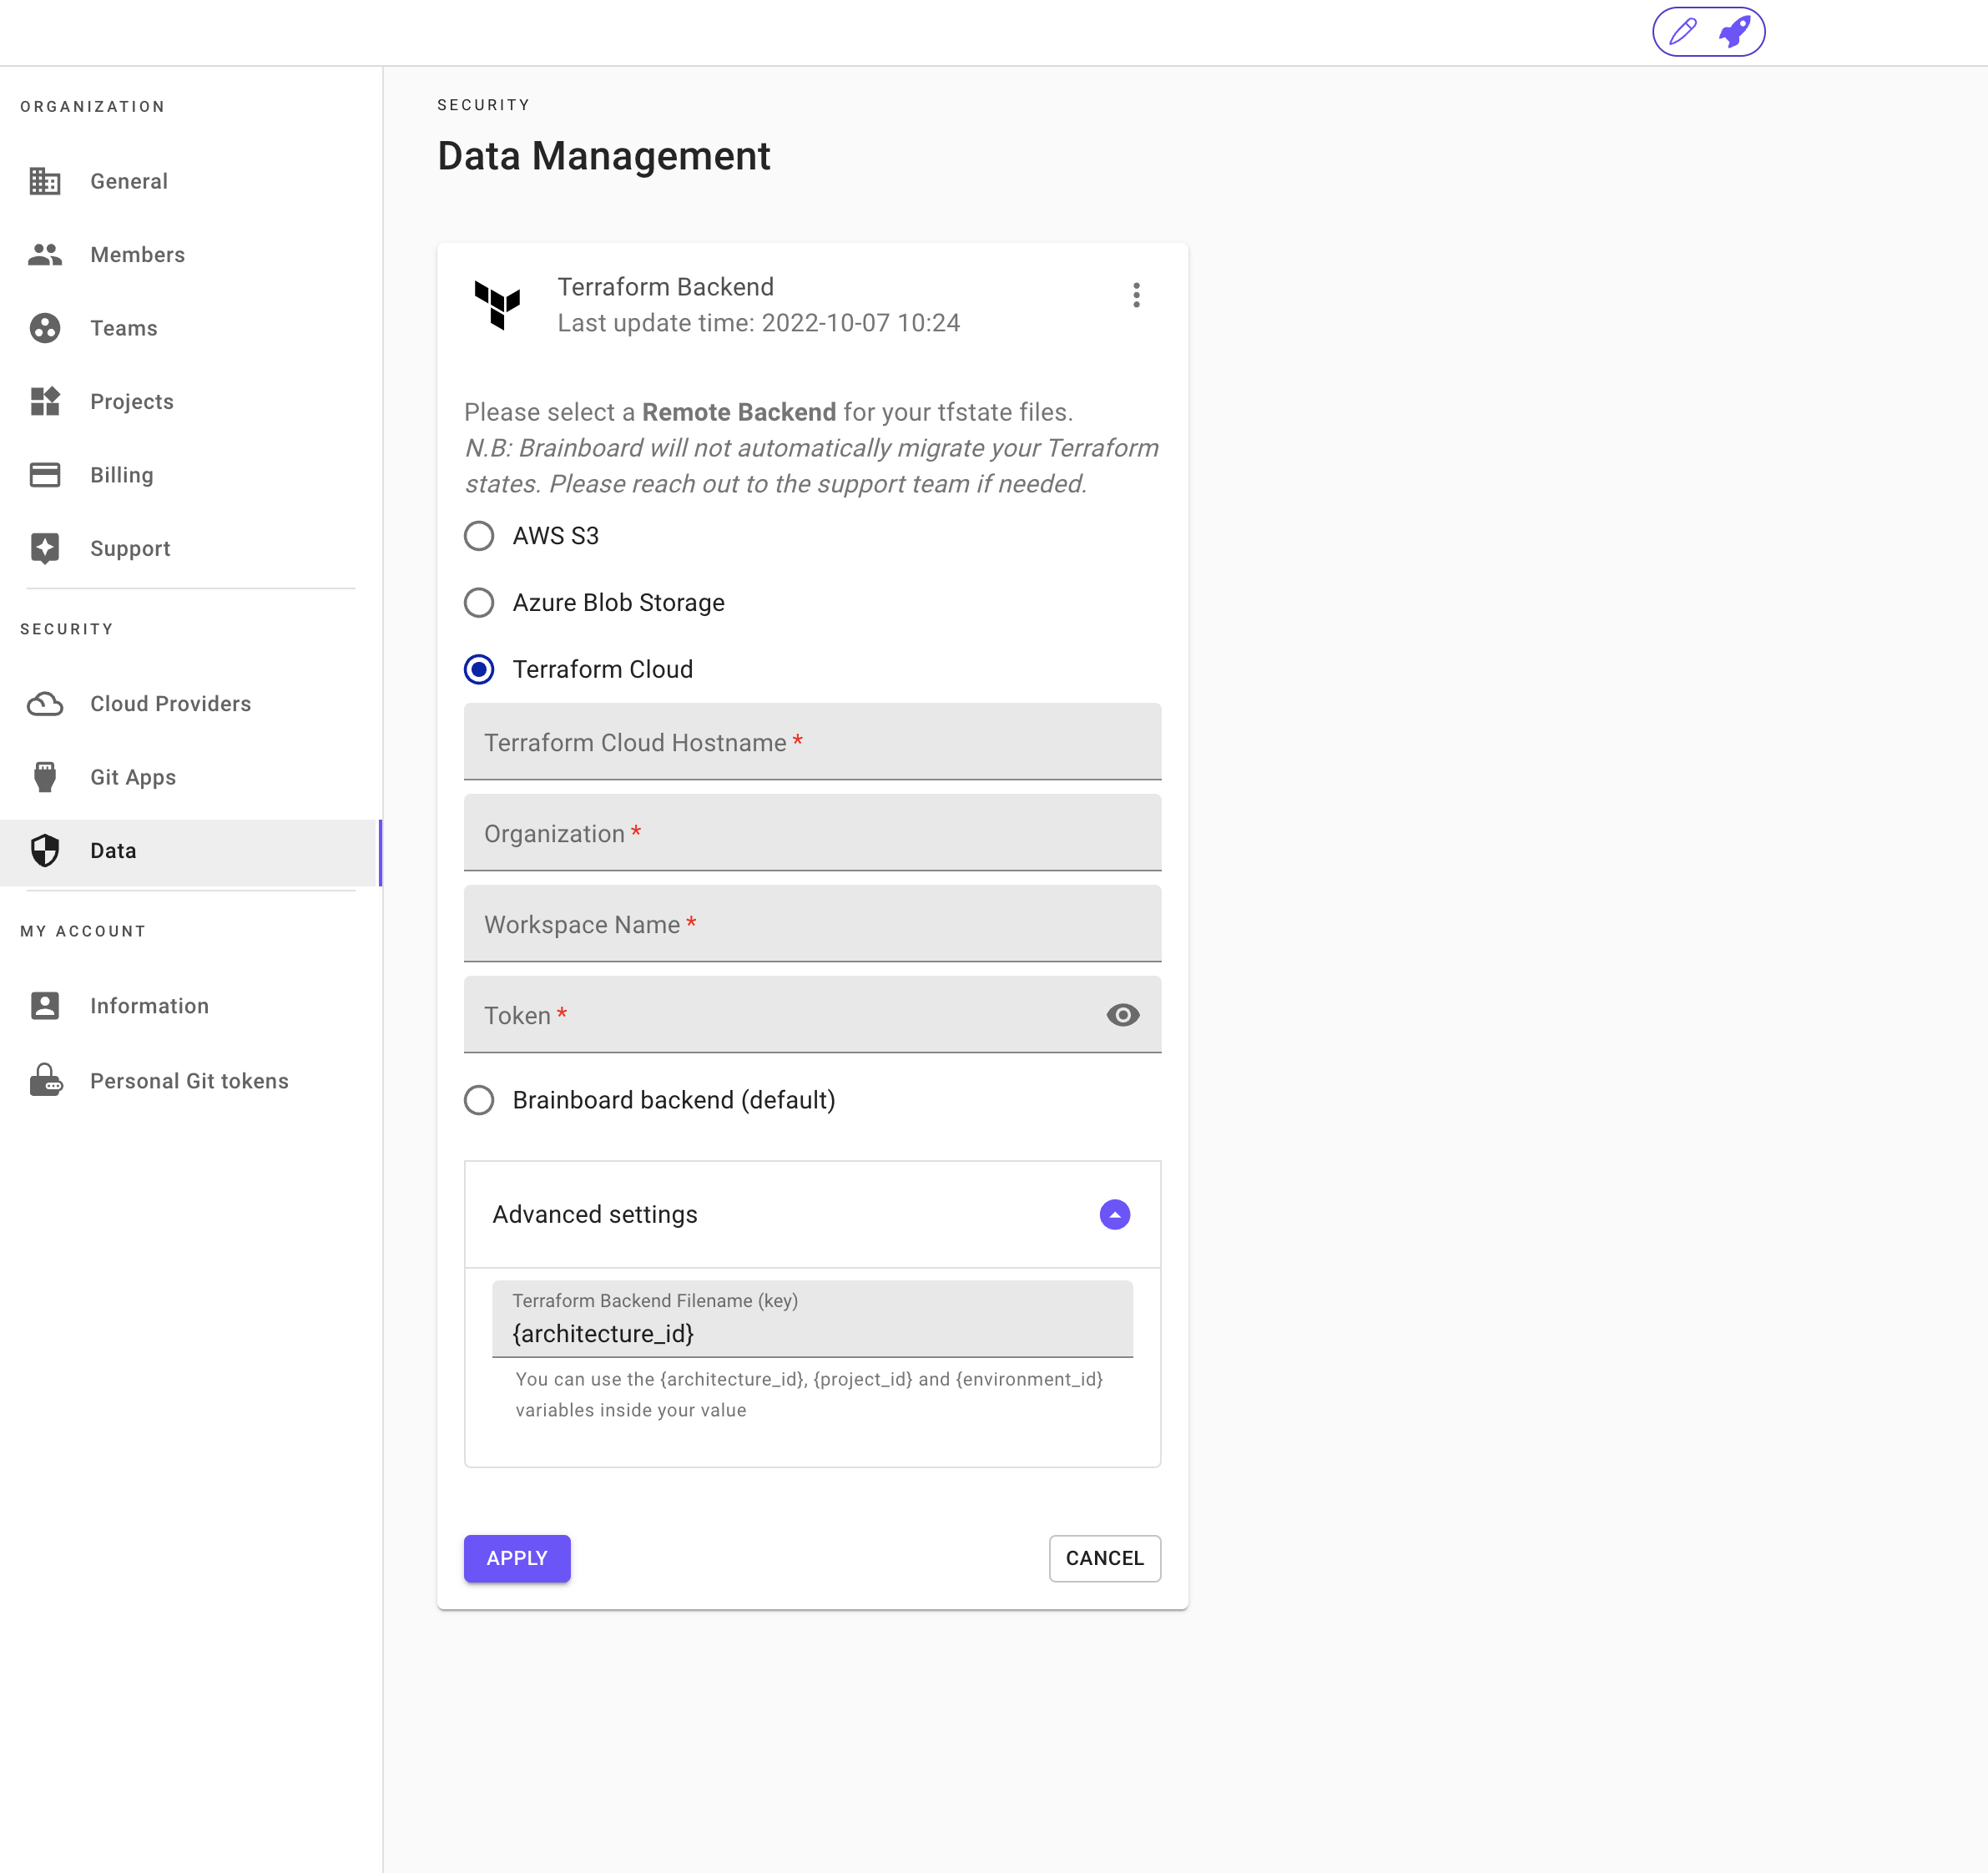 ORGANIZATION
General
Members
Teams
Projects
Billing
Support
SECURITY
Cloud Providers
Git Apps
Data
MY ACCOUNT
Information
Personal Git tokens
SECURITY
Data Management
Terraform Backend
Last update time: 2022-10-07 10:24
Please select a Remote Backend for your tfstate files.
N.B: Brainboard will not automatically migrate your Terraform
states. Please reach out to the support team if needed.
AWS S3
Azure Blob Storage
Terraform Cloud
Terraform Cloud Hostname *
Organization *
Workspace Name *
Token *
Brainboard backend (default)
Advanced settings
Terraform Backend Filename (key)
{architecture_id}
You can use the {architecture_id}, {project_id} and {environment_id}
variables inside your value
APPLY
CANCEL